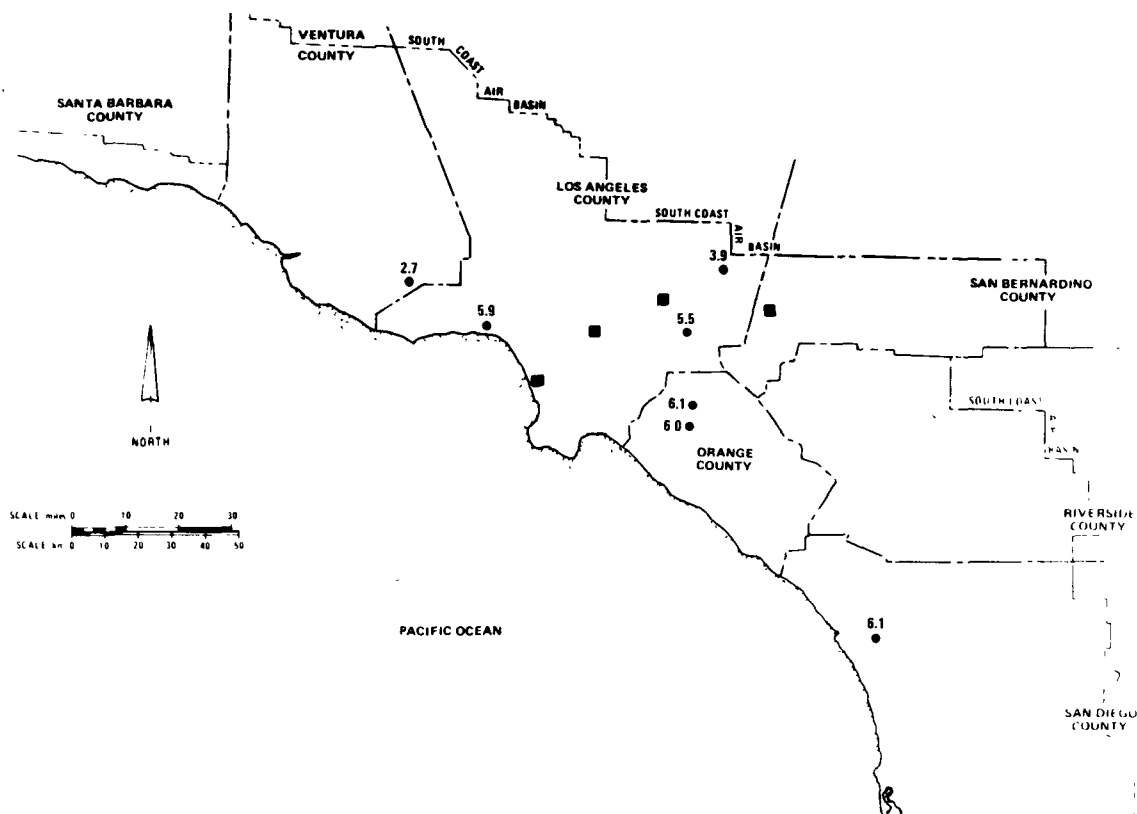 VENTURA
COUNTY
SOUTH
COAST
AIR
BASIN
SANTA BARBARA
COUNTY
LOS ANGELES
COUNTY
SOUTH COAST
AIR
BASIN
3.9
2.7
SAN BERNARDINO
COUNTY
5.9
5.5
SOUTH COAST
BASIN
6.1
6.0
NORTH
ORANGE
COUNTY
SCALE 0 10 20 30
SCALE km 0 10 20 30 40 50
RIVERSIDE
COUNTY
PACIFIC OCEAN
6.1
SAN DIEGO
COUNTY